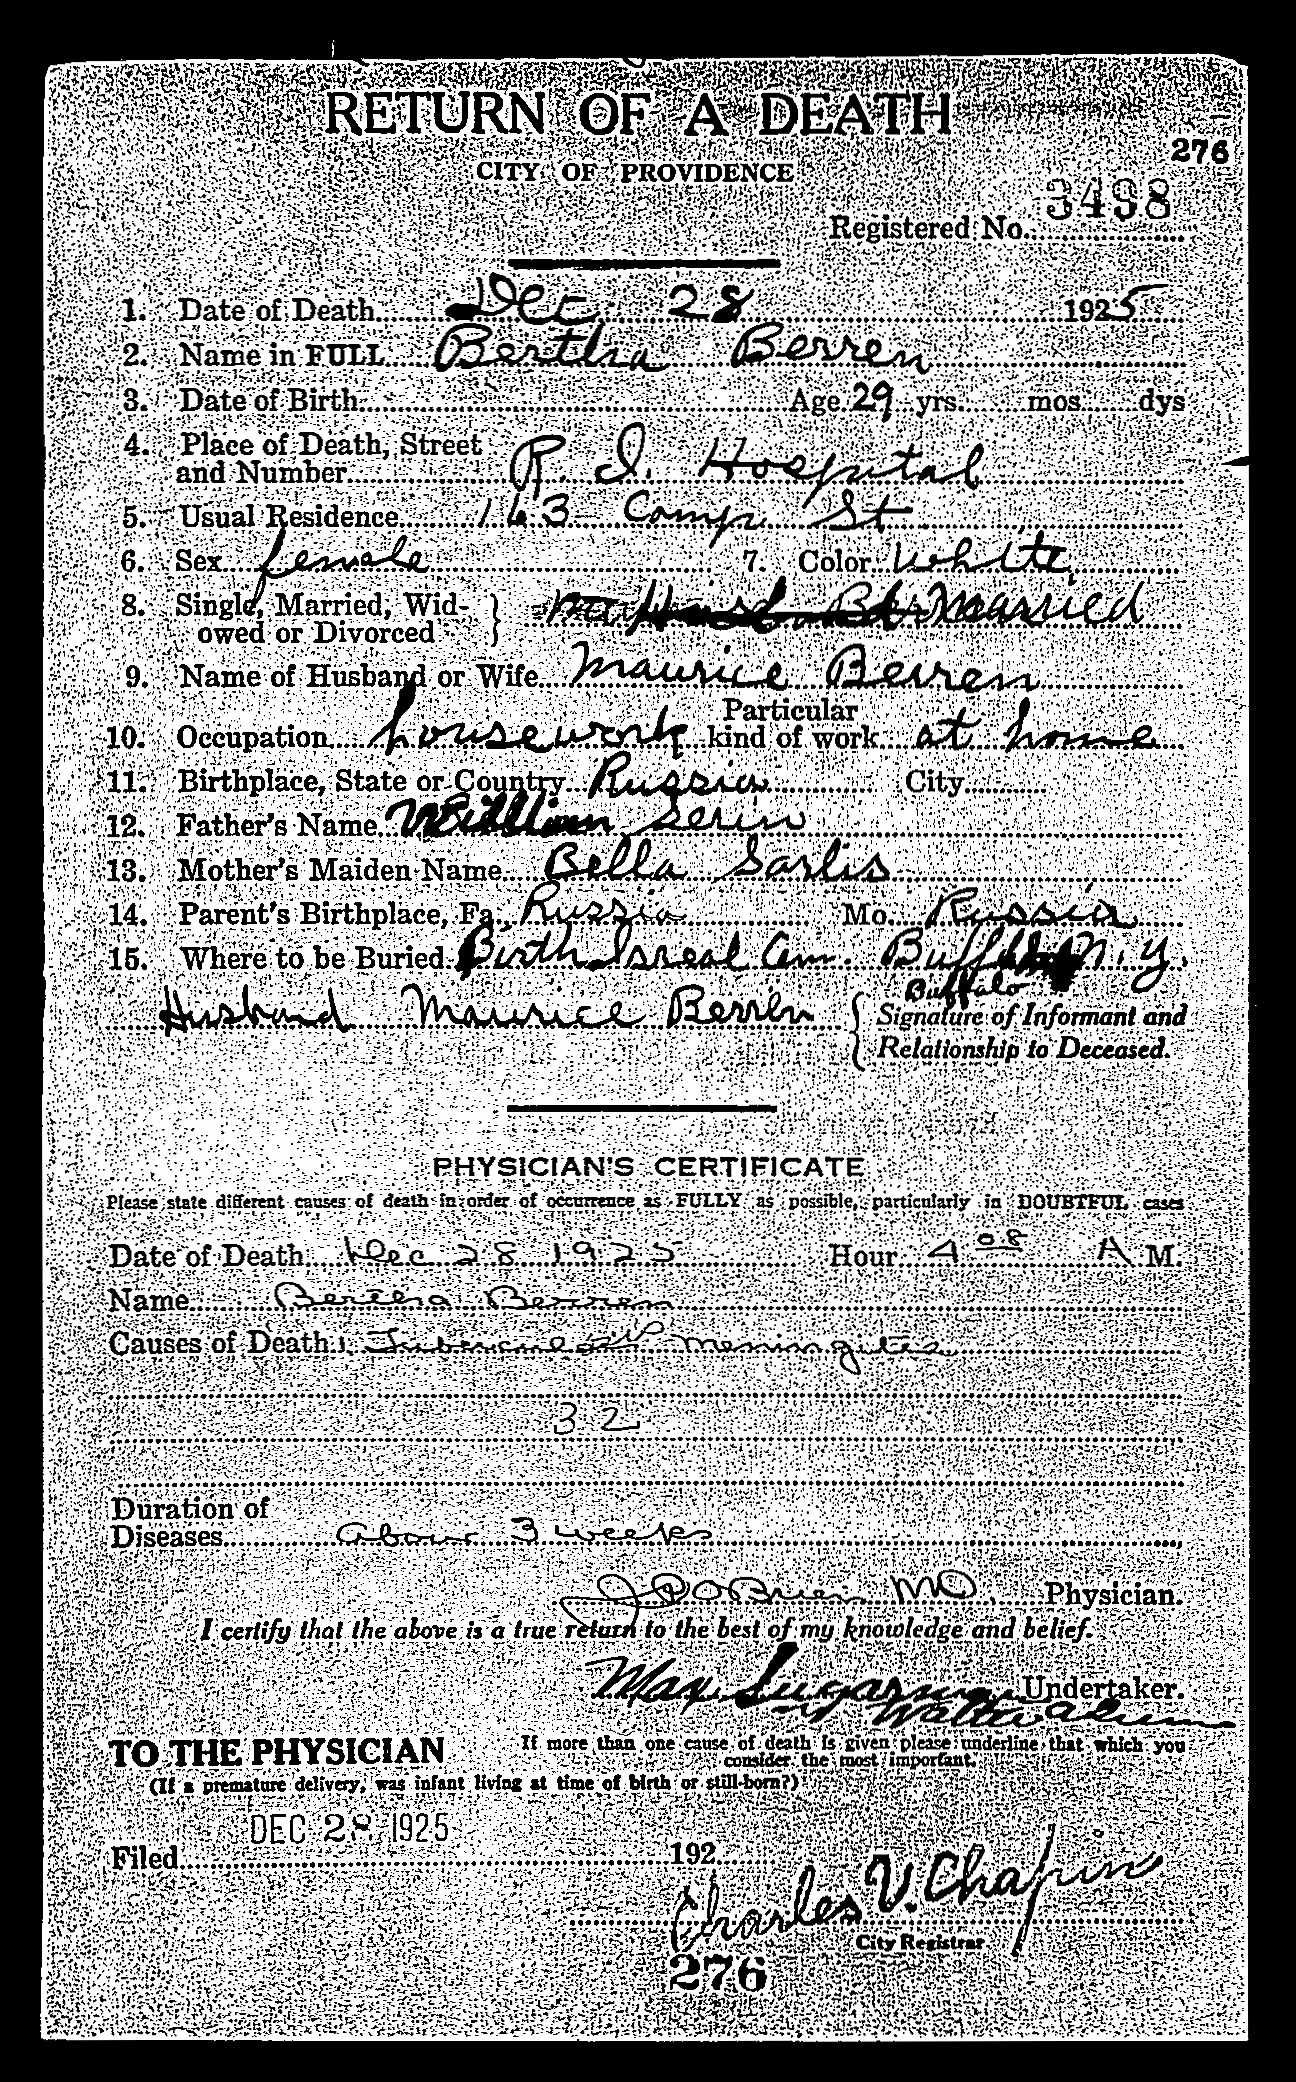 RETURN OF A DEATH
CITY OF PROVIDENCE
276
Registered No. 3498
1. Date of Death Dec 28 1925
2. Name in FULL Bertha Berren
3. Date of Birth Age 29 yrs. mos. dys
4. Place of Death, Street and Number R. I. Hospital
5. Usual Residence 163 Camp St
6. Sex female 7. Color White
8. Single, Married, Widowed or Divorced Married
9. Name of Husband or Wife Maurice Berren
10. Occupation housework Particular kind of work at home
11. Birthplace, State or Country Russia City
12. Father's Name William
13. Mother's Maiden Name Bella Sarlis
14. Parent's Birthplace, Fa. Russia Mo. Russia
15. Where to be Buried Birth Isreal Cem. Buffalo N. Y.
Buffalo
Husband Maurice Berren
Signature of Informant and
Relationship to Deceased.
PHYSICIAN'S CERTIFICATE
Please state different causes of death in order of occurrence as FULLY as possible, particularly in DOUBTFUL cases
Date of Death Dec 28 1925 Hour 4 08 A M.
Name Bertha Berren
Causes of Death: Tuberculosis meningitis
32
Duration of
Diseases about 3 weeks
J P O'Brien MD. Physician.
I certify that the above is a true return to the best of my knowledge and belief.
Max Sugarman Undertaker.
TO THE PHYSICIAN
If more than one cause of death is given please underline that which you
consider the most important.
(If a premature delivery, was infant living at time of birth or still-born?)
DEC 28 1925
Filed 192
Charles V. Chapin
City Registrar
276